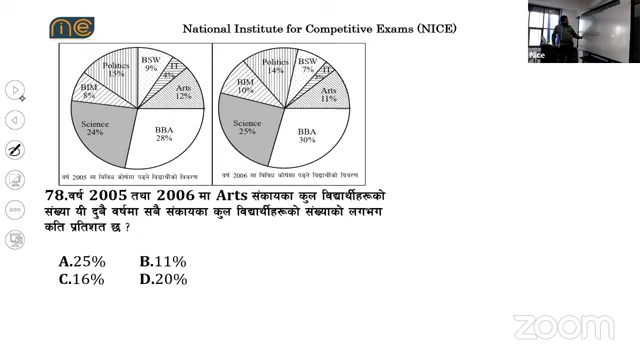 National Institute for Competitive Exams (NICE)
nie
Politics
15%
BSW
9%
IT
4%
Arts
12%
BIM
8%
Science
24%
BBA
28%
वर्ष 2005 मा विविध कोर्षमा पढ्ने विद्यार्थीको विवरण
Politics
14%
BSW
7%
IT
3%
Arts
11%
BIM
10%
Science
25%
BBA
30%
वर्ष 2006 मा विविध कोर्षमा पढ्ने विद्यार्थीको विवरण
78.वर्ष 2005 तथा 2006 मा Arts संकायका कुल विद्यार्थीहरूको
संख्या यी दुबै वर्षमा सबै संकायका कुल विद्यार्थीहरूको संख्याको लगभग
कति प्रतिशत छ ?
A.25% B.11%
C.16% D.20%
Nice
zoom